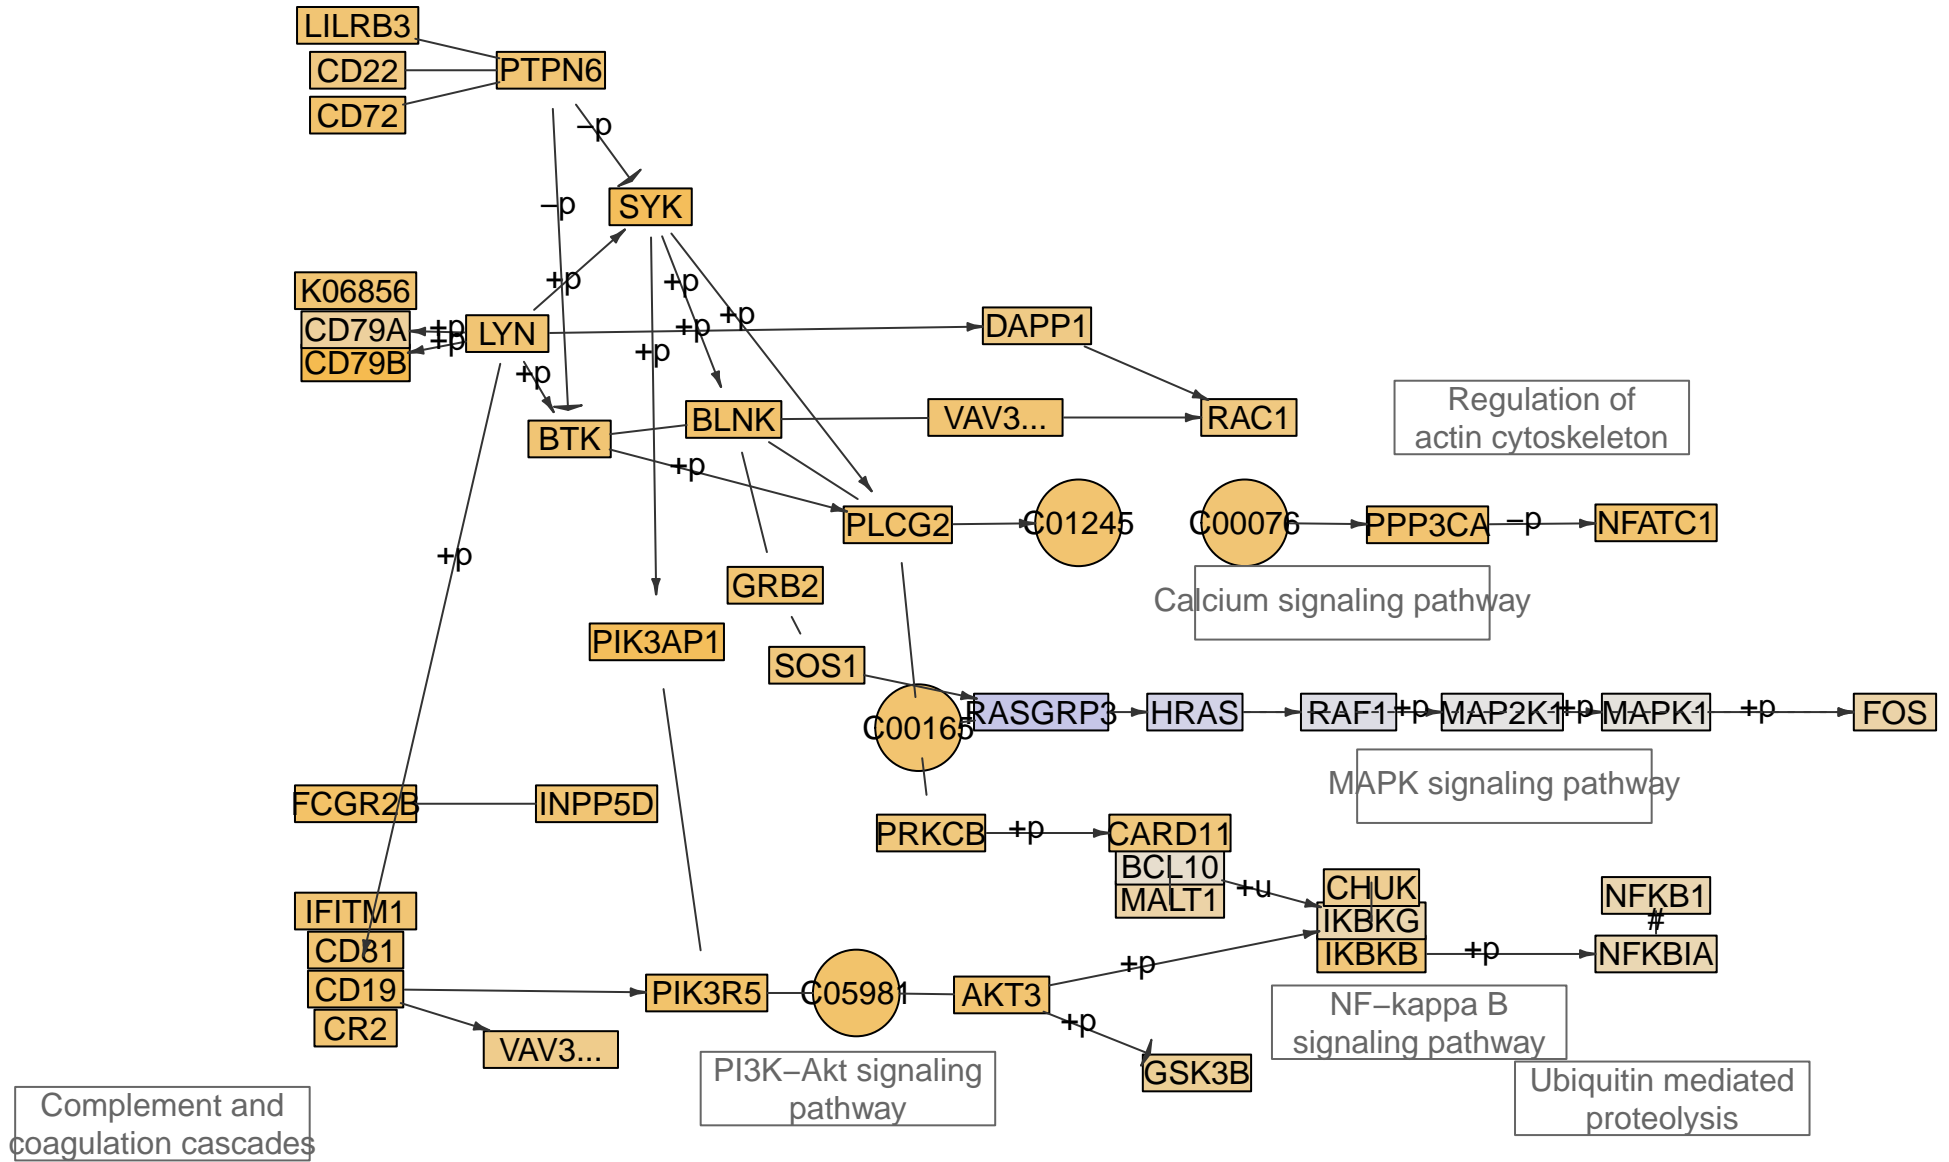 LILRB3
CD22
PTPN6
CD72
–p
SYK
–p
+p
+p
K06856
CD79A
+p
LYN
+p
+p
DAPP1
CD79B
+p
+p
+p
BTK
BLNK
VAV3...
RAC1
Regulation of
actin cytoskeleton
+p
PLCG2
C01245
C00076
PPP3CA
–p
NFATC1
+p
GRB2
Calcium signaling pathway
PIK3AP1
SOS1
C00165
RASGRP3
HRAS
RAF1
+p
MAP2K1
+p
MAPK1
+p
FOS
MAPK signaling pathway
FCGR2B
INPP5D
PRKCB
+p
CARD11
BCL10
MALT1
+u
CHUK
IKBKG
IKBKB
+p
NFKB1
#
NFKBIA
IFITM1
CD81
CD19
CR2
VAV3...
PIK3R5
C05981
AKT3
+p
+p
GSK3B
NF–kappa B
signaling pathway
PI3K–Akt signaling
pathway
Ubiquitin mediated
proteolysis
Complement and
coagulation cascades